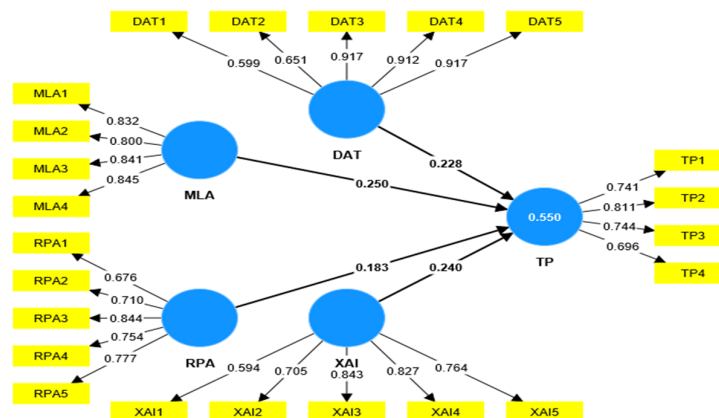 DAT1 DAT2 DAT3 DAT4 DAT5
0.599 0.651 0.917 0.912 0.917
DAT
MLA1
MLA2
MLA3
MLA4
0.832
0.800
0.841
0.845
MLA
0.228
0.250
0.550
TP
TP1
TP2
TP3
TP4
0.741
0.811
0.744
0.696
RPA1
RPA2
RPA3
RPA4
RPA5
0.676
0.710
0.844
0.754
0.777
RPA
0.183
0.240
XAI
0.594 0.705 0.843 0.827 0.764
XAI1 XAI2 XAI3 XAI4 XAI5